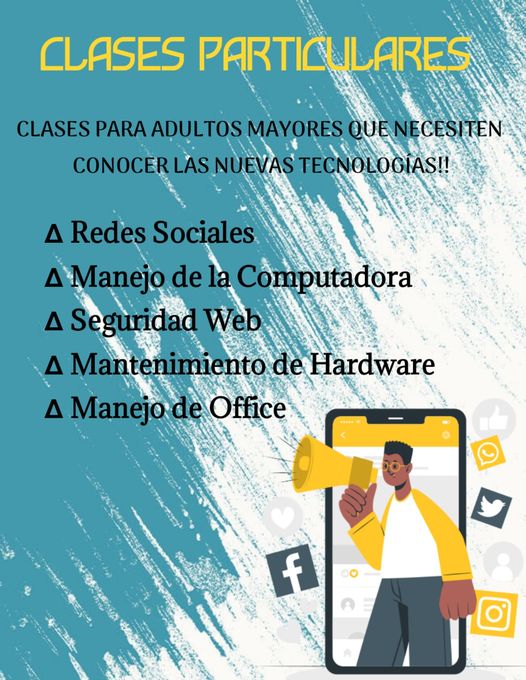 CLASES PARTICULARES
CLASES PARA ADULTOS MAYORES QUE NECESITEN
CONOCER LAS NUEVAS TECNOLOGÍAS!!
Δ Redes Sociales
Δ Manejo de la Computadora
Δ Seguridad Web
Δ Mantenimiento de Hardware
Δ Manejo de Office